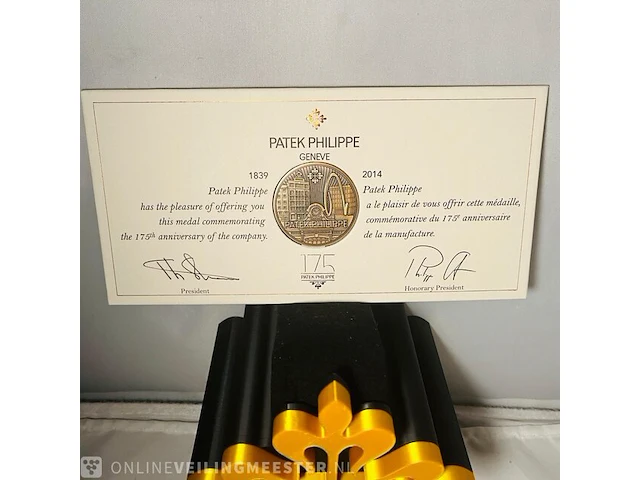 PATEK PHILIPPE
GENEVE
1839
Patek Philippe
has the pleasure of offering you
this medal commemorating
the 175th anniversary of the company.
President
PATEK PHILIPPE
175
PATEK PHILIPPE
2014
Patek Philippe
a le plaisir de vous offrir cette médaille,
commémorative du 175e anniversaire
de la manufacture.
Honorary President
ONLINEVEILINGMEESTER.NL